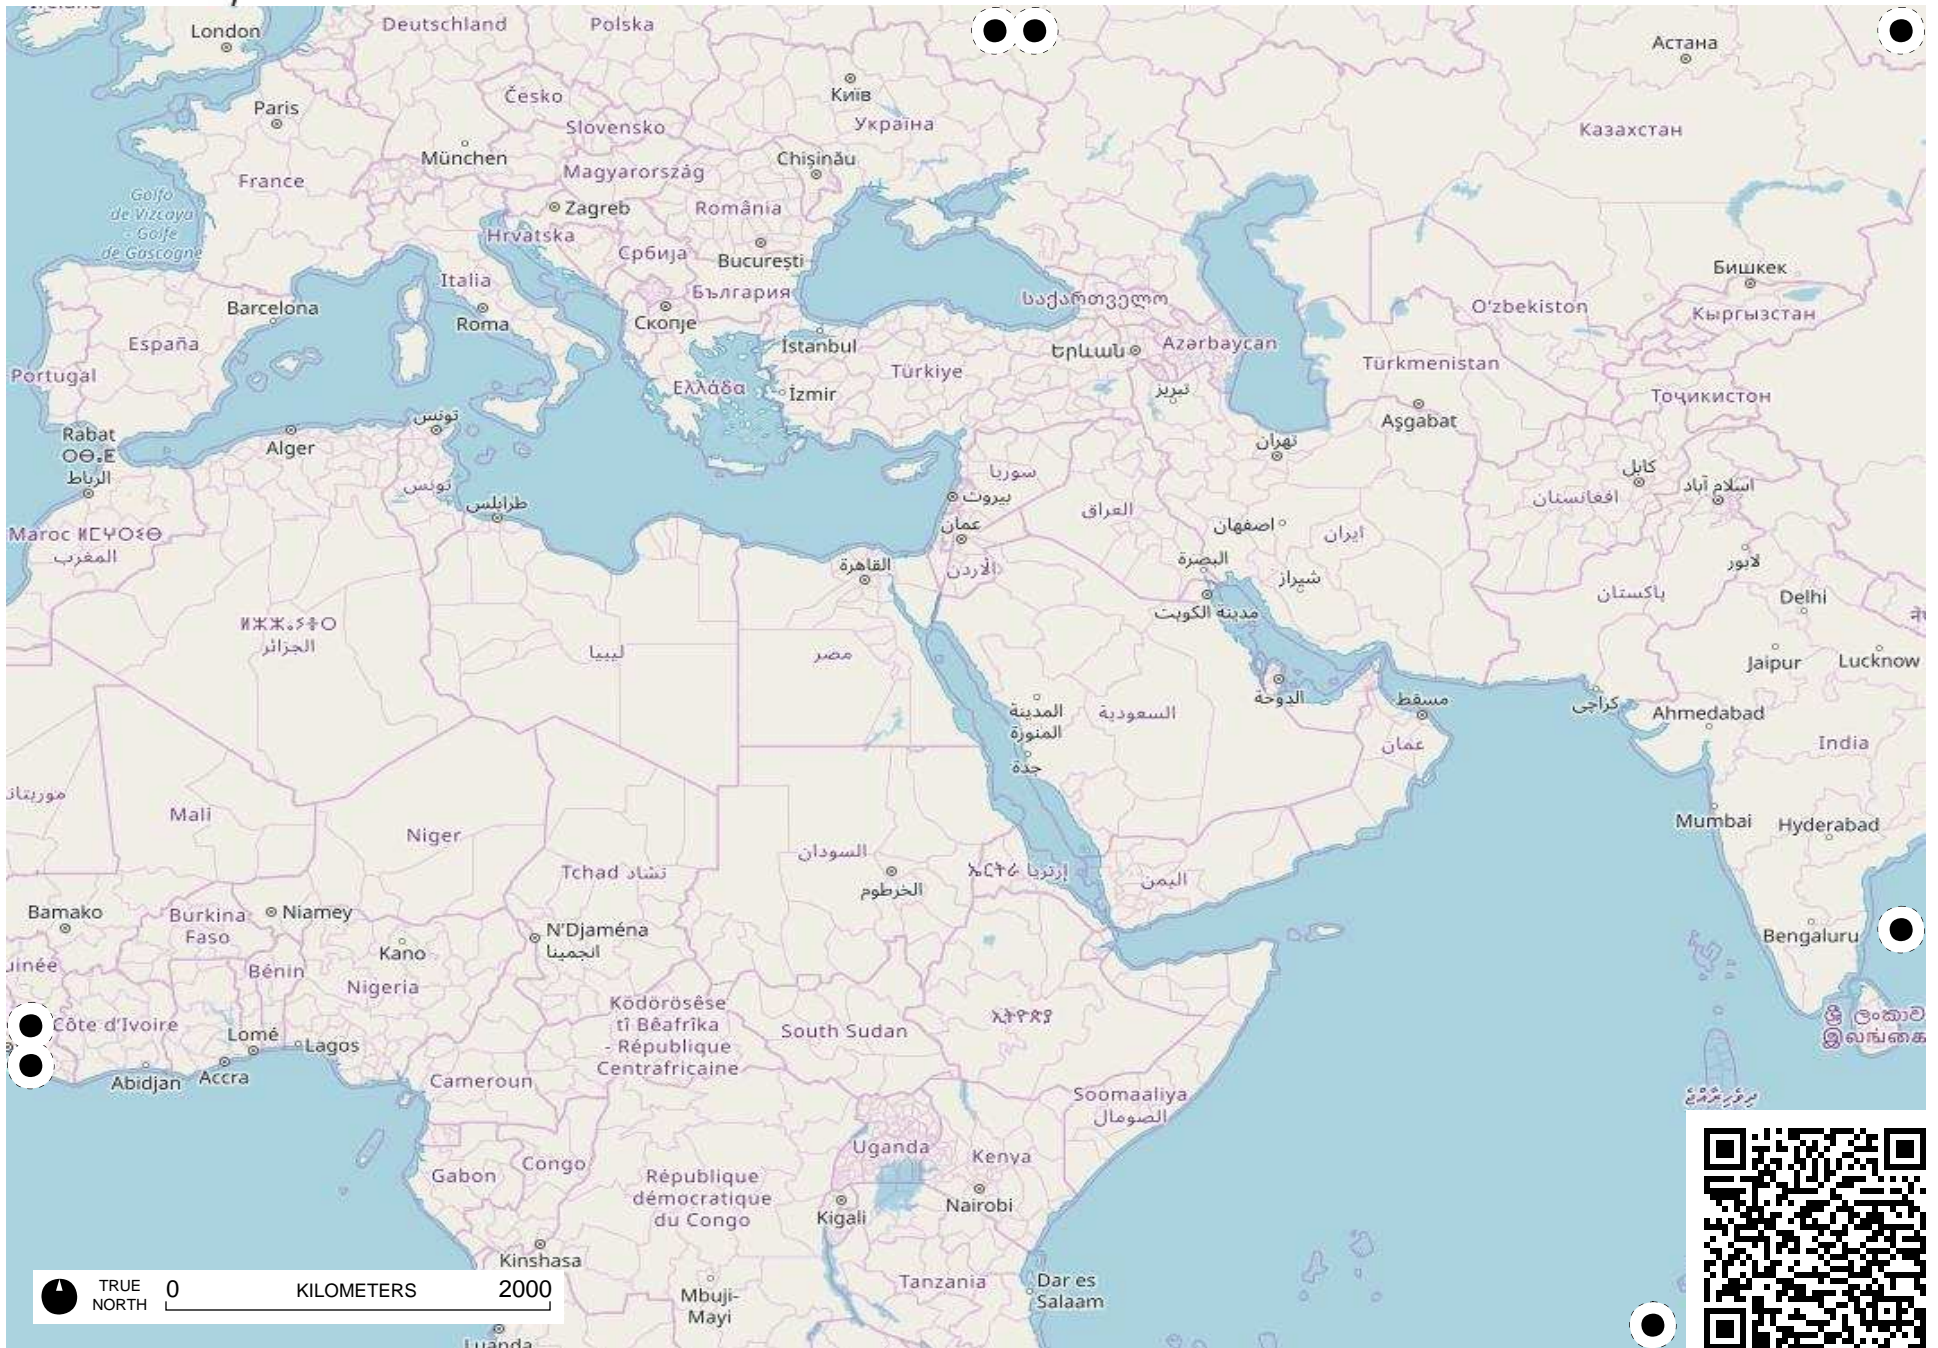 London
Deutschland
Polska
Астана
Paris
Česko
Київ
Україна
Slovensko
Казахстан
München
Chișinău
France
Magyarország
Golfo
de Vizcaya
- Golfe
de Gascogne
Zagreb
România
Hrvatska
Србија
București
Бишкек
Italia
България
საქართველო
Oʻzbekiston
Кыргызстан
Barcelona
Roma
Скопје
España
İstanbul
Երևան
Azərbaycan
Türkmenistan
Portugal
Türkiye
Ελλάδα
İzmir
تبریز
Тоҷикистон
Aşgabat
تونس
Rabat
ⵔⴱⴰⵟ
الرباط
Alger
تهران
سوريا
كابل
اسلام آباد
تونس
بيروت
افغانستان
طرابلس
العراق
عمان
اصفهان
ایران
Maroc ⵍⵎⵖⵔⵉⴱ
المغرب
القاهرة
الأردن
البصرة
شیراز
لاہور
پاکستان
Delhi
مدينة الكويت
ⵍⵣⵣⴰⵢⴻⵔ
الجزائر
ليبيا
مصر
Jaipur
Lucknow
الدوحة
مسقط
کراچی
المدينة
المنورة
السعودية
Ahmedabad
عمان
India
جدة
Mali
Niger
Mumbai
Hyderabad
السودان
Tchad تشاد
ኤርትራ إرتريا
اليمن
الخرطوم
Bamako
Burkina
Faso
Niamey
N'Djaména
انجمينا
Kano
Bengaluru
Bénin
Nigeria
Ködörösêse
tî Bêafrîka
- République
Centrafricaine
South Sudan
ኢትዮጵያ
Côte d'Ivoire
Lomé
Lagos
Abidjan
Accra
Cameroun
Soomaaliya
الصومال
Uganda
Kenya
Gabon
Congo
République
démocratique
du Congo
Nairobi
Kigali
Kinshasa
Tanzania
Dar es
Salaam
Mbuji-
Mayi
Luanda
TRUE
NORTH
0 KILOMETERS 2000